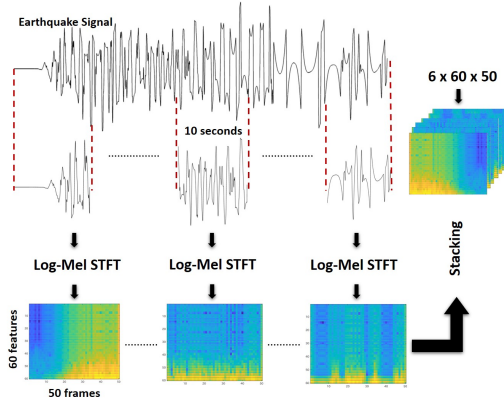 Earthquake Signal
6 x 60 x 50
10 seconds
Log-Mel STFT
Log-Mel STFT
Log-Mel STFT
Stacking
60 features
50 frames